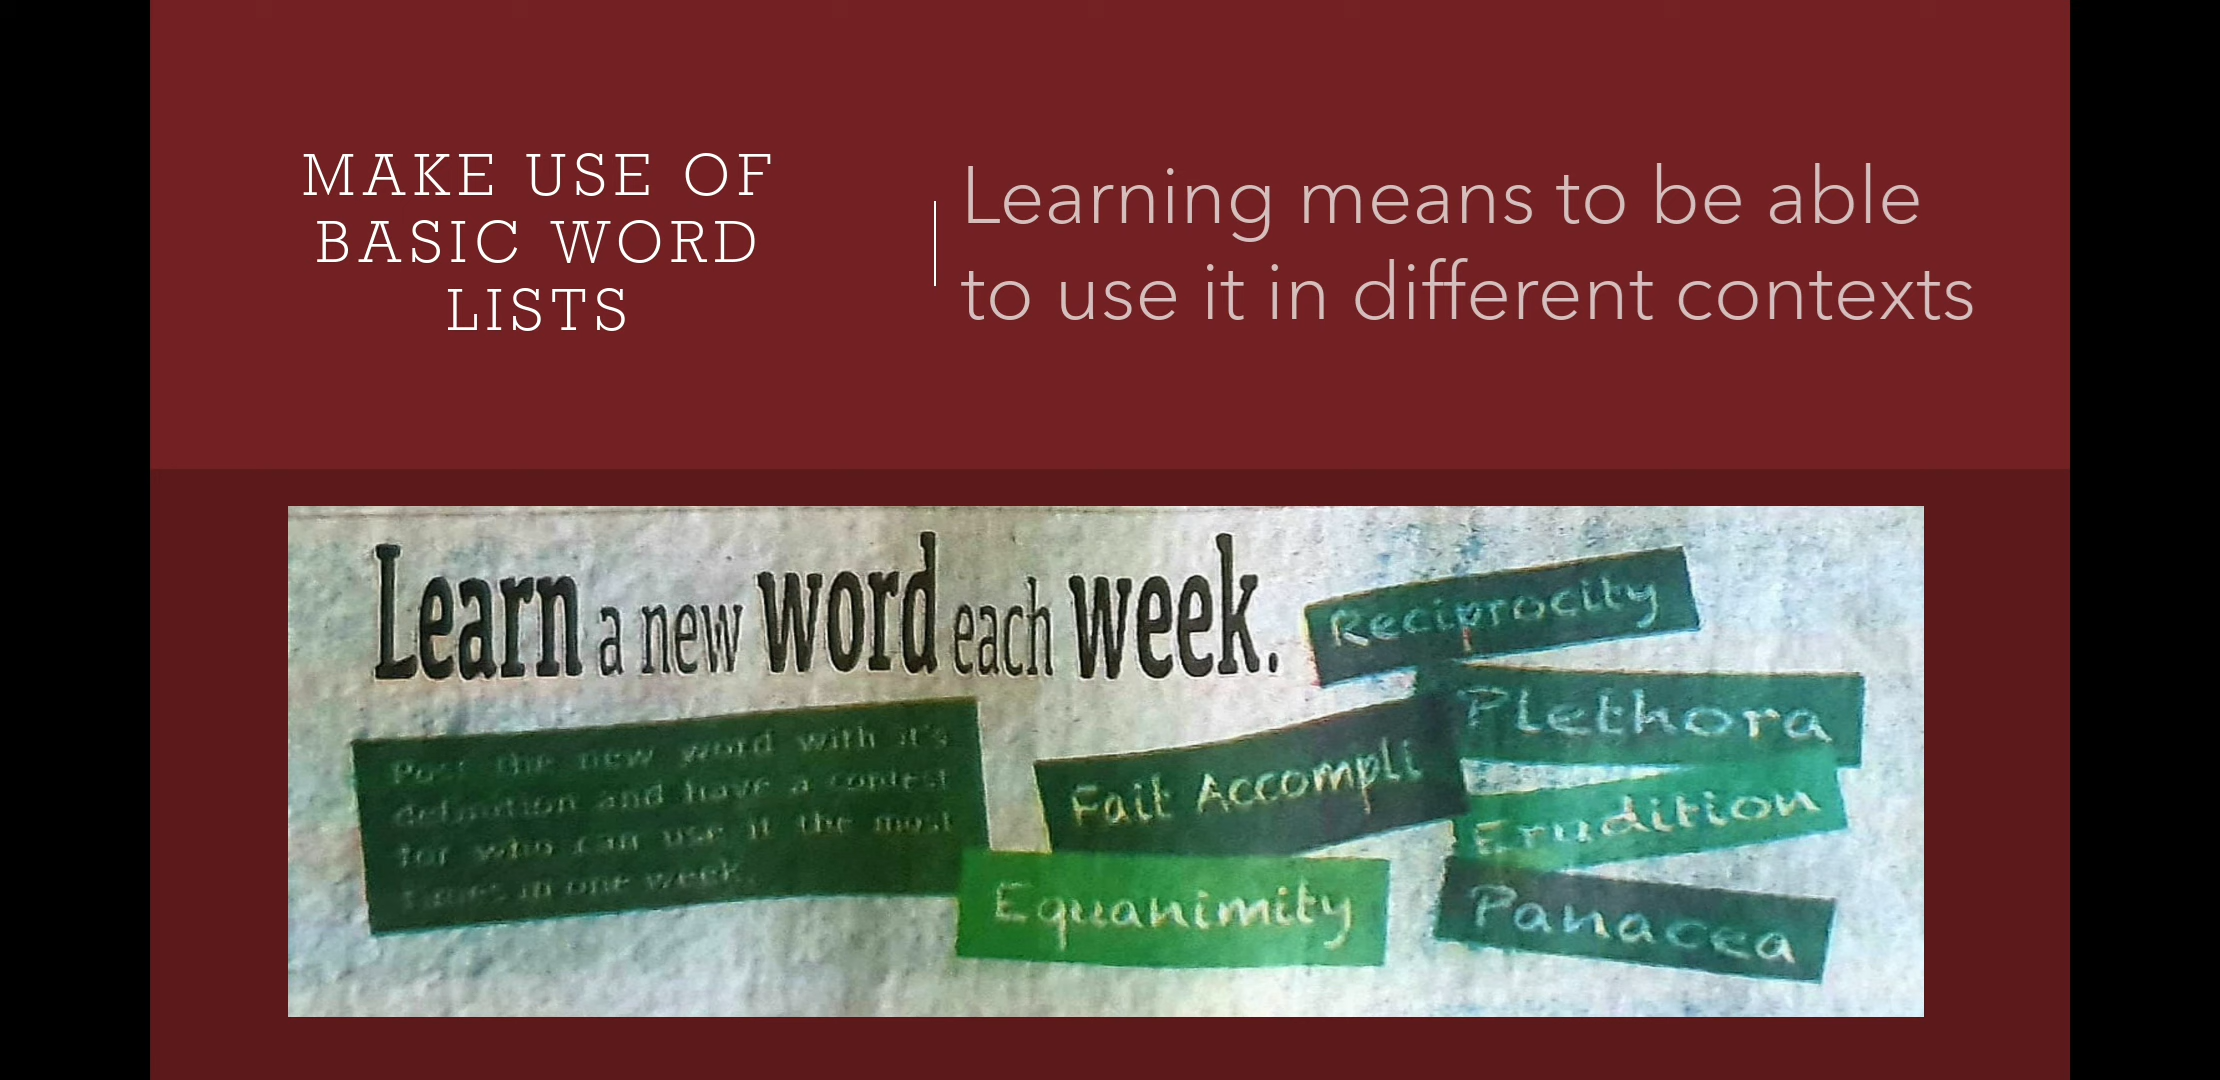 MAKE USE OF
BASIC WORD
LISTS
Learning means to be able
to use it in different contexts
Learn a new word each week.
Reciprocity
Plethora
Fait Accompli
Erudition
Equanimity
Panacea
Post the new word with it's
definition and have a contest
for who can use it the most
times in one week.